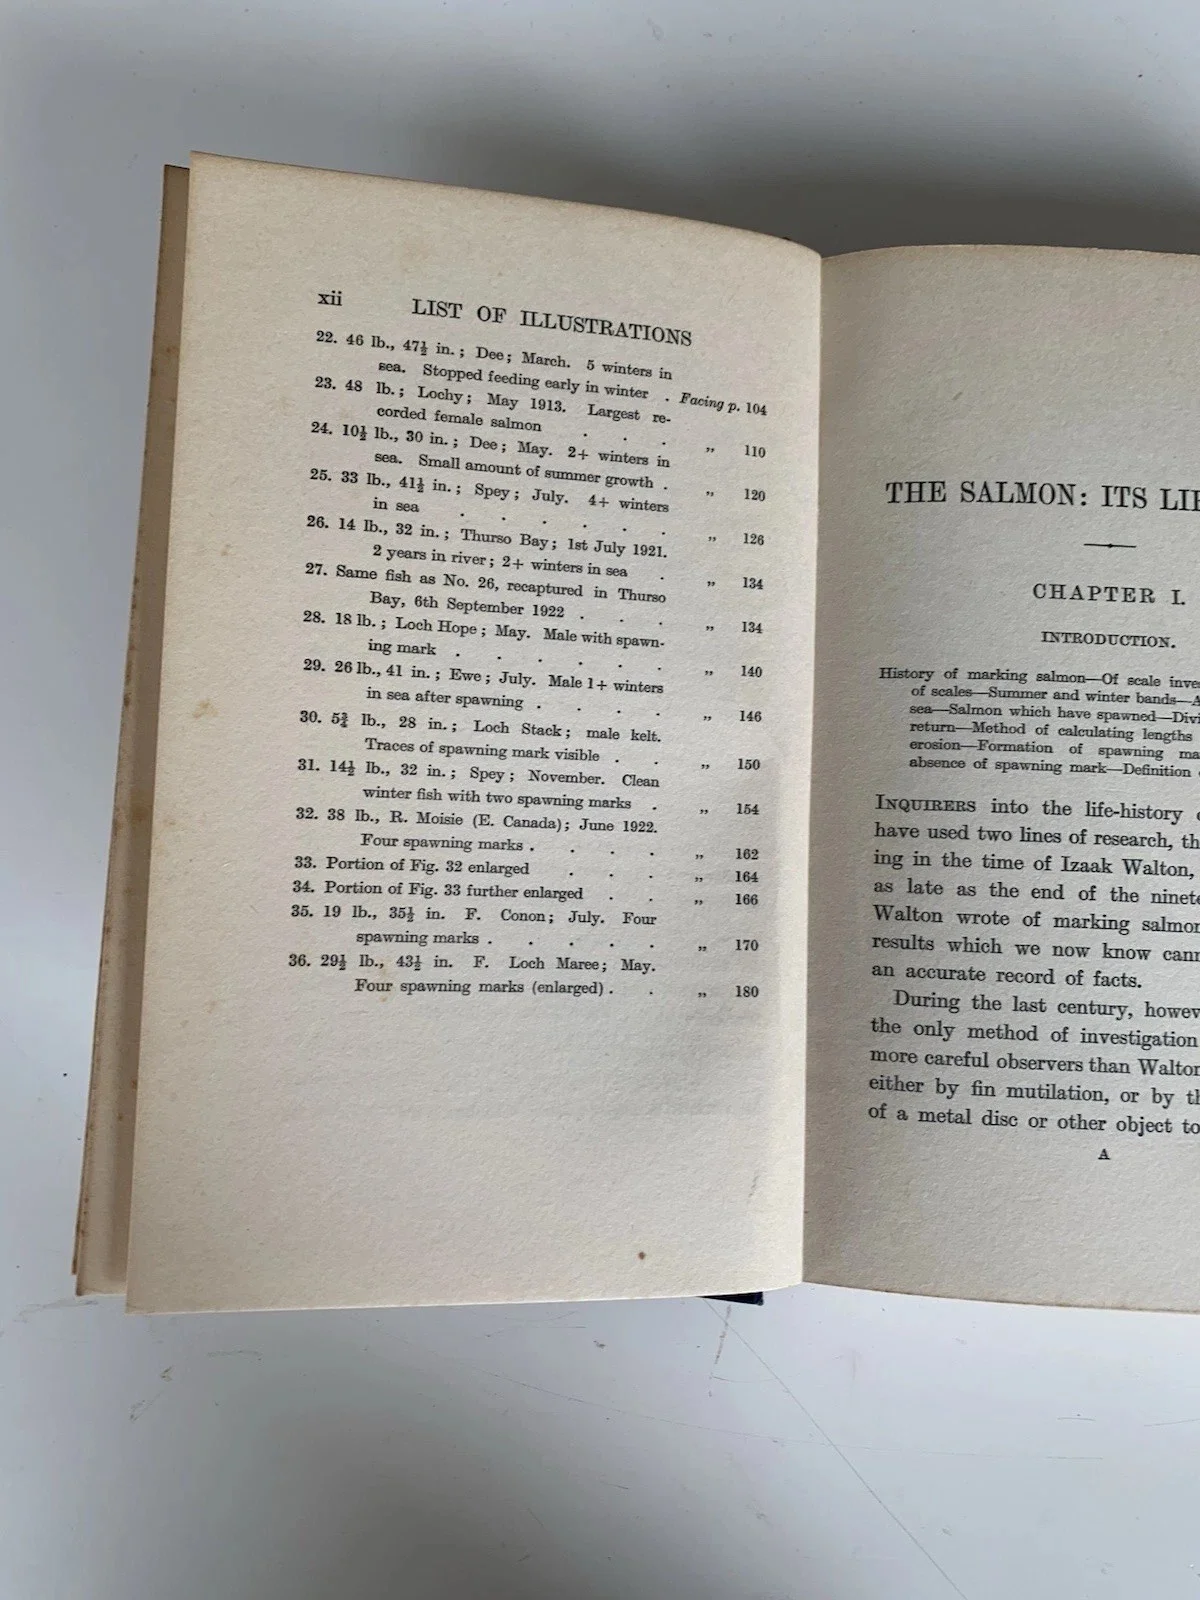 xii LIST OF ILLUSTRATIONS
22. 46 lb., 47½ in.; Dee; March. 5 winters in
sea. Stopped feeding early in winter . Facing p. 104
23. 48 lb.; Lochy; May 1913. Largest re-
corded female salmon . . . „ 110
24. 10½ lb., 30 in.; Dee; May. 2+ winters in
sea. Small amount of summer growth . „ 120
25. 33 lb., 41½ in.; Spey; July. 4+ winters
in sea . . . . . . „ 126
26. 14 lb., 32 in.; Thurso Bay; 1st July 1921.
2 years in river; 2+ winters in sea . „ 134
27. Same fish as No. 26, recaptured in Thurso
Bay, 6th September 1922 . . . „ 134
28. 18 lb.; Loch Hope; May. Male with spawn-
ing mark . . . . . . „ 140
29. 26 lb., 41 in.; Ewe; July. Male 1+ winters
in sea after spawning . . . . „ 146
30. 5¾ lb., 28 in.; Loch Stack; male kelt.
Traces of spawning mark visible . . „ 150
31. 14½ lb., 32 in.; Spey; November. Clean
winter fish with two spawning marks . „ 154
32. 38 lb., R. Moisie (E. Canada); June 1922.
Four spawning marks . . . . „ 162
33. Portion of Fig. 32 enlarged . . . „ 164
34. Portion of Fig. 33 further enlarged . . „ 166
35. 19 lb., 35½ in. F. Conon; July. Four
spawning marks . . . . . „ 170
36. 29½ lb., 43½ in. F. Loch Maree; May.
Four spawning marks (enlarged) . . „ 180
THE SALMON: ITS
CHAPTER I.
INTRODUCTION.
History of marking salmon—Of scale
of scales—Summer and winter bands—
sea—Salmon which have spawned—
return—Method of calculating lengths
erosion—Formation of spawning
absence of spawning mark—Definition
INQUIRERS into the life-history
have used two lines of research,
ing in the time of Izaak Walton,
as late as the end of the
Walton wrote of marking salmon
results which we now know
an accurate record of facts.
During the last century,
the only method of investigation
more careful observers than Walton
either by fin mutilation, or by
of a metal disc or other object to
A